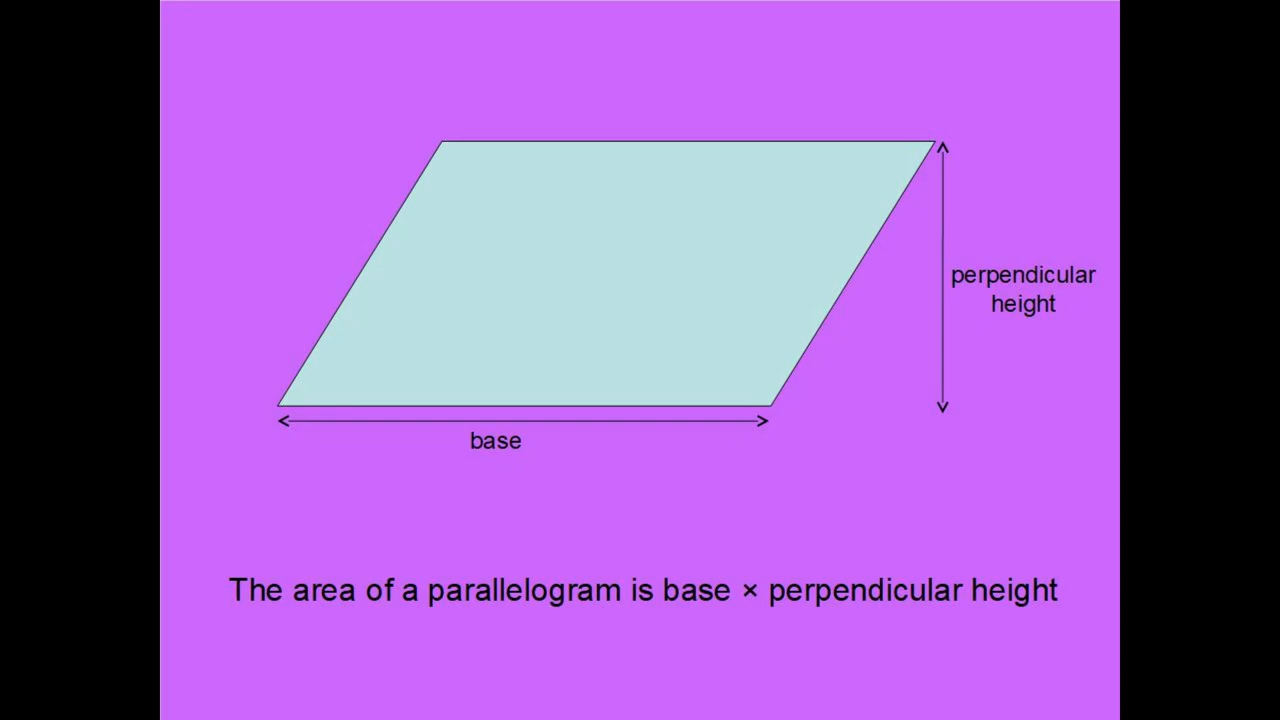 perpendicular
height
base
The area of a parallelogram is base × perpendicular height